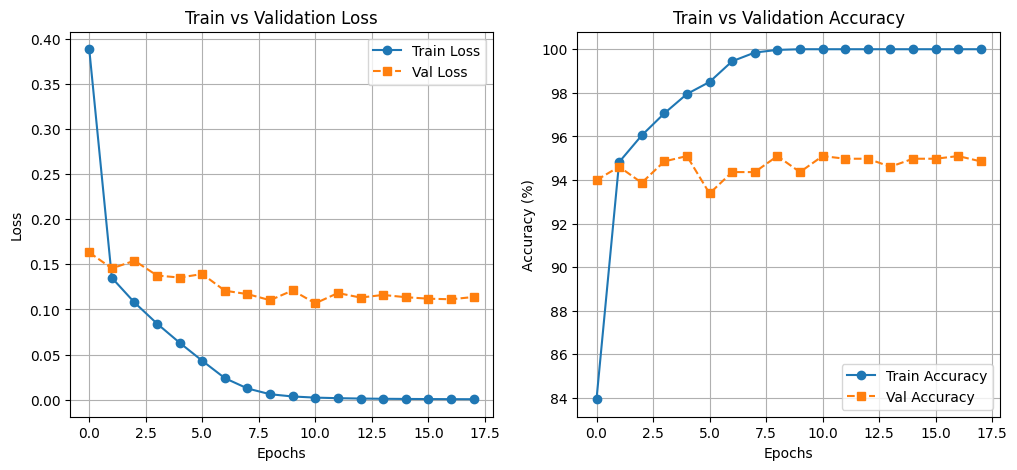 Train vs Validation Loss
Loss
0.40
0.35
0.30
0.25
0.20
0.15
0.10
0.05
0.00
0.0 2.5 5.0 7.5 10.0 12.5 15.0 17.5
Epochs
Train Loss
Val Loss
Train vs Validation Accuracy
Accuracy (%)
100
98
96
94
92
90
88
86
84
0.0 2.5 5.0 7.5 10.0 12.5 15.0 17.5
Epochs
Train Accuracy
Val Accuracy